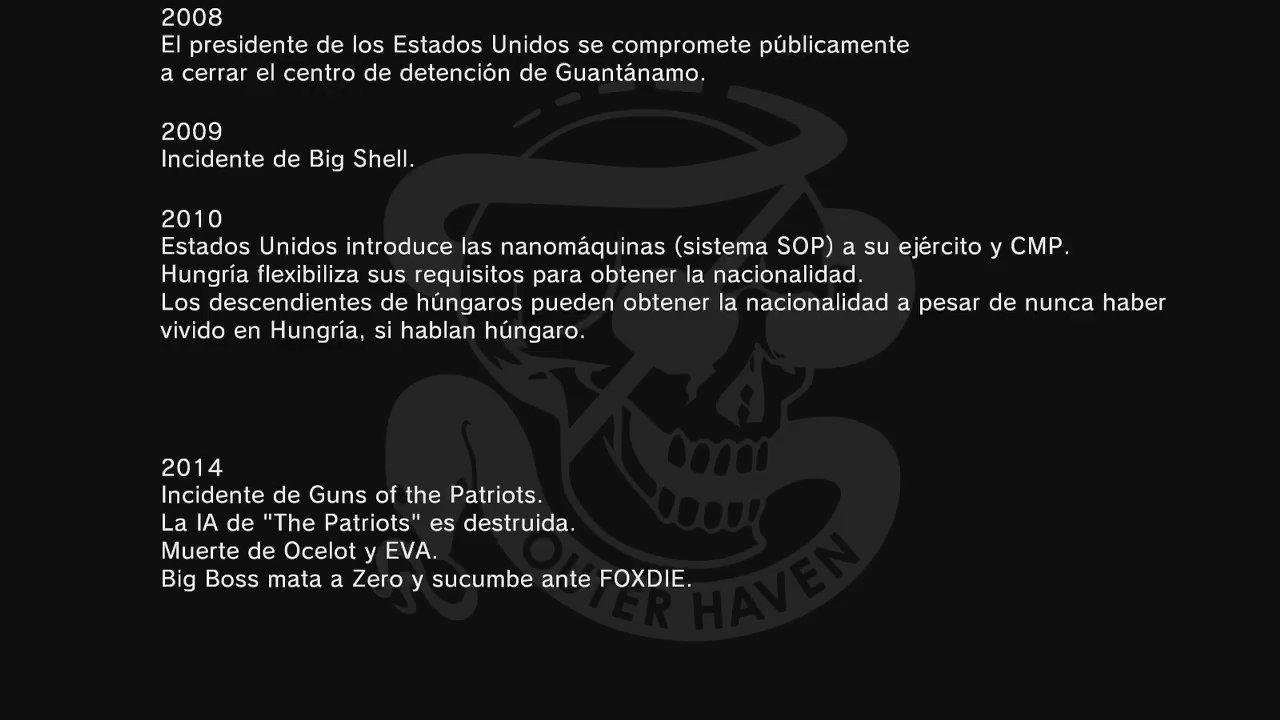 2008
El presidente de los Estados Unidos se compromete públicamente
a cerrar el centro de detención de Guantánamo.
2009
Incidente de Big Shell.
2010
Estados Unidos introduce las nanomáquinas (sistema SOP) a su ejército y CMP.
Hungría flexibiliza sus requisitos para obtener la nacionalidad.
Los descendientes de húngaros pueden obtener la nacionalidad a pesar de nunca haber
vivido en Hungría, si hablan húngaro.
2014
Incidente de Guns of the Patriots.
La IA de "The Patriots" es destruida.
Muerte de Ocelot y EVA.
Big Boss mata a Zero y sucumbe ante FOXDIE.
OUTER HAVEN